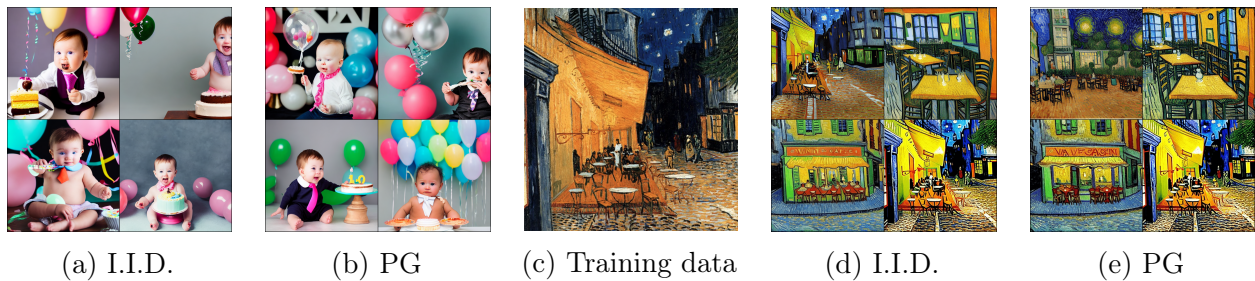 (a) I.I.D.
(b) PG
(c) Training data
(d) I.I.D.
(e) PG